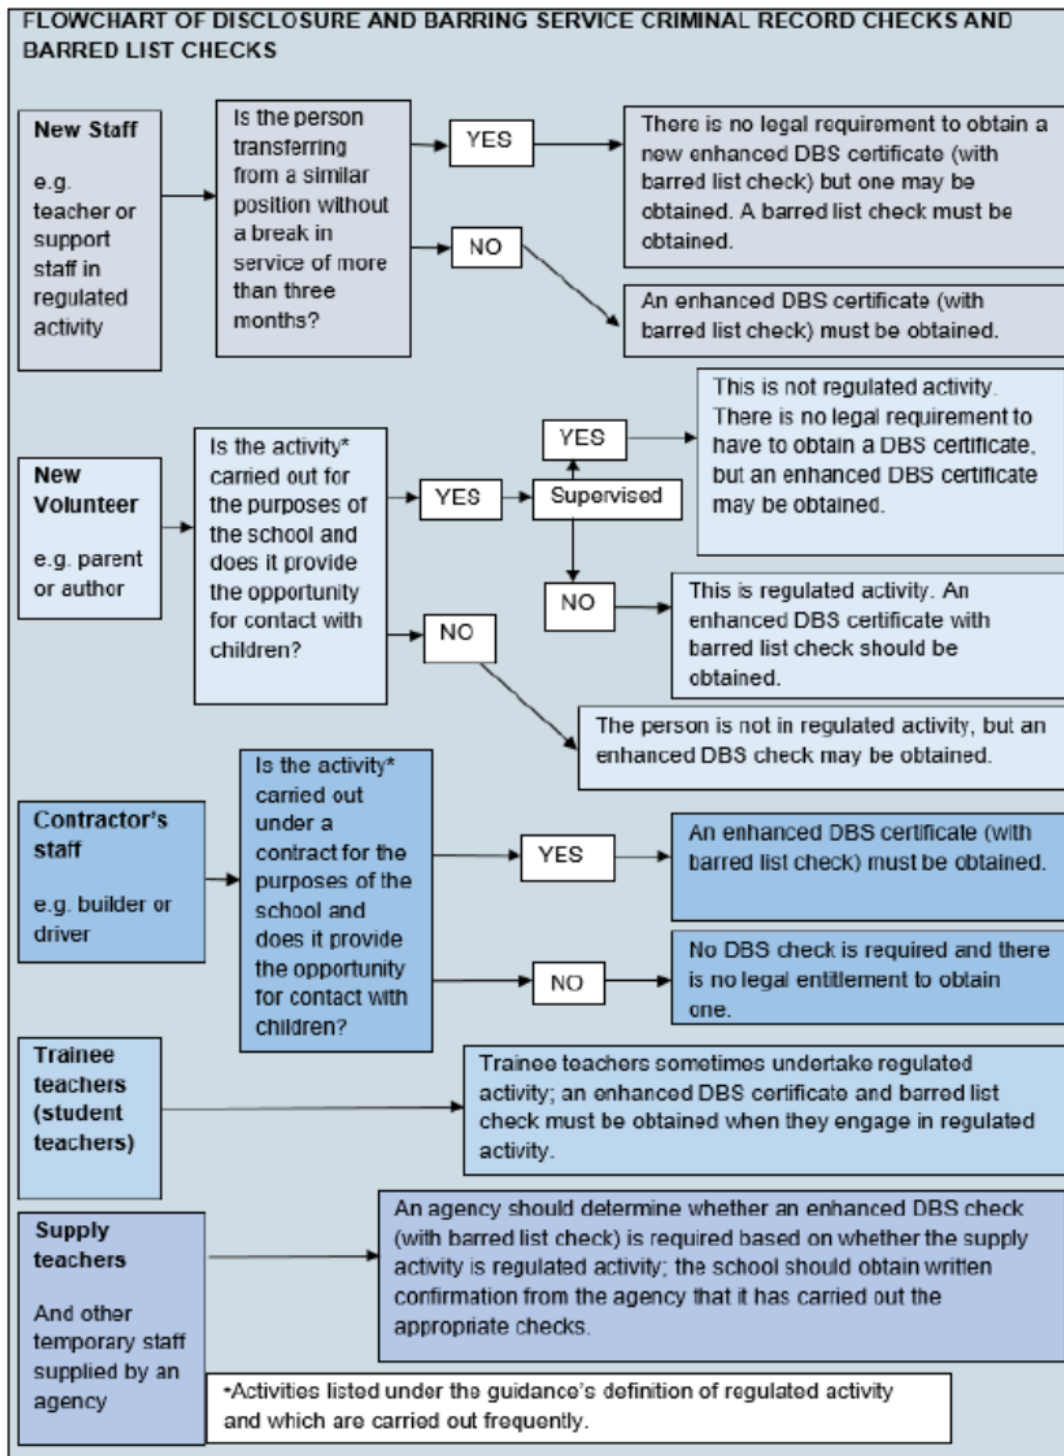 FLOWCHART OF DISCLOSURE AND BARRING SERVICE CRIMINAL RECORD CHECKS AND
BARRED LIST CHECKS
New Staff
e.g.
teacher or
support
staff in
regulated
activity
Is the person
transferring
from a similar
position without
a break in
service of more
than three
months?
YES
There is no legal requirement to obtain a
new enhanced DBS certificate (with
barred list check) but one may be
obtained. A barred list check must be
obtained.
NO
An enhanced DBS certificate (with
barred list check) must be obtained.
New
Volunteer
e.g. parent
or author
Is the activity*
carried out for
the purposes of
the school and
does it provide
the opportunity
for contact with
children?
YES
Supervised
YES
This is not regulated activity.
There is no legal requirement to
have to obtain a DBS certificate,
but an enhanced DBS certificate
may be obtained.
NO
This is regulated activity. An
enhanced DBS certificate with
barred list check should be
obtained.
NO
The person is not in regulated activity, but an
enhanced DBS check may be obtained.
Contractor's
staff
e.g. builder or
driver
Is the activity*
carried out
under a
contract for the
purposes of the
school and
does it provide
the opportunity
for contact with
children?
YES
An enhanced DBS certificate (with
barred list check) must be obtained.
NO
No DBS check is required and there
is no legal entitlement to obtain
one.
Trainee
teachers
(student
teachers)
Trainee teachers sometimes undertake regulated
activity; an enhanced DBS certificate and barred list
check must be obtained when they engage in regulated
activity.
Supply
teachers
And other
temporary staff
supplied by an
agency
An agency should determine whether an enhanced DBS check
(with barred list check) is required based on whether the supply
activity is regulated activity; the school should obtain written
confirmation from the agency that it has carried out the
appropriate checks.
*Activities listed under the guidance's definition of regulated activity
and which are carried out frequently.